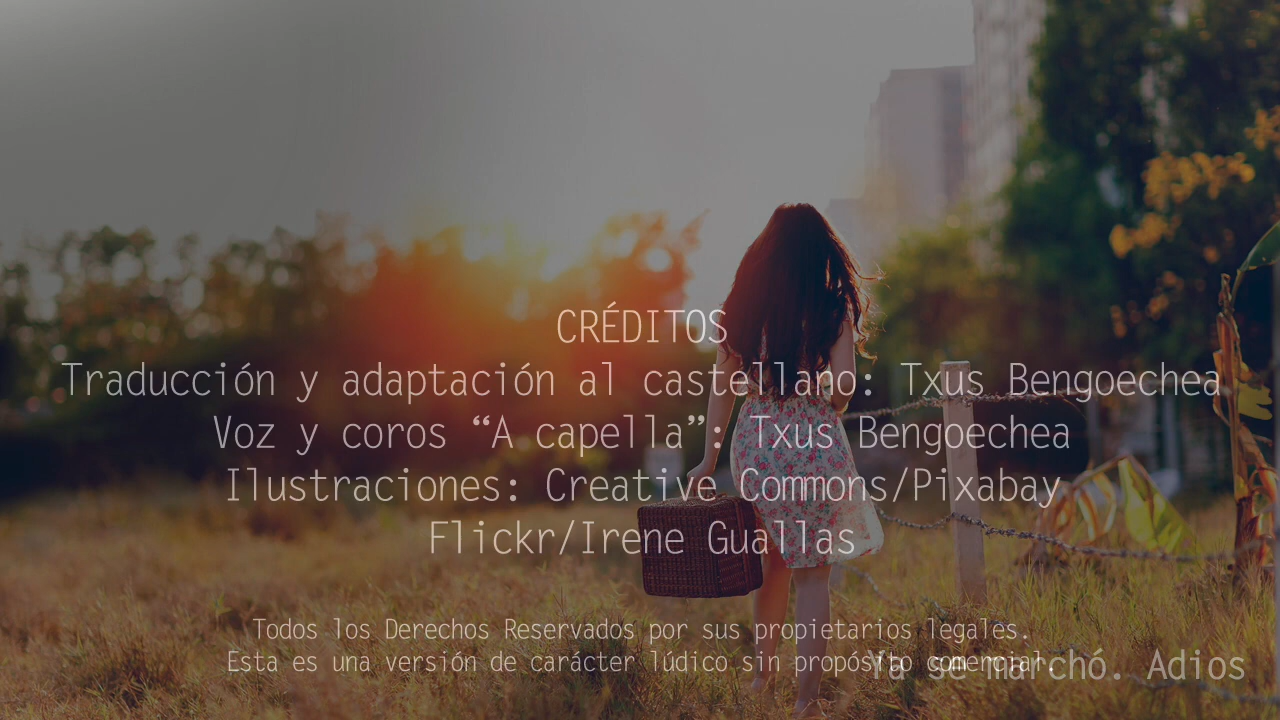 CRÉDITOS
Traducción y adaptación al castellano: Txus Bengoechea
Voz y coros “A capella”: Txus Bengoechea
Ilustraciones: Creative Commons/Pixabay
Flickr/Irene Guallas
Todos los Derechos Reservados por sus propietarios legales.
Esta es una versión de carácter lúdico sin propósito comercial.
Ya se marchó. Adios